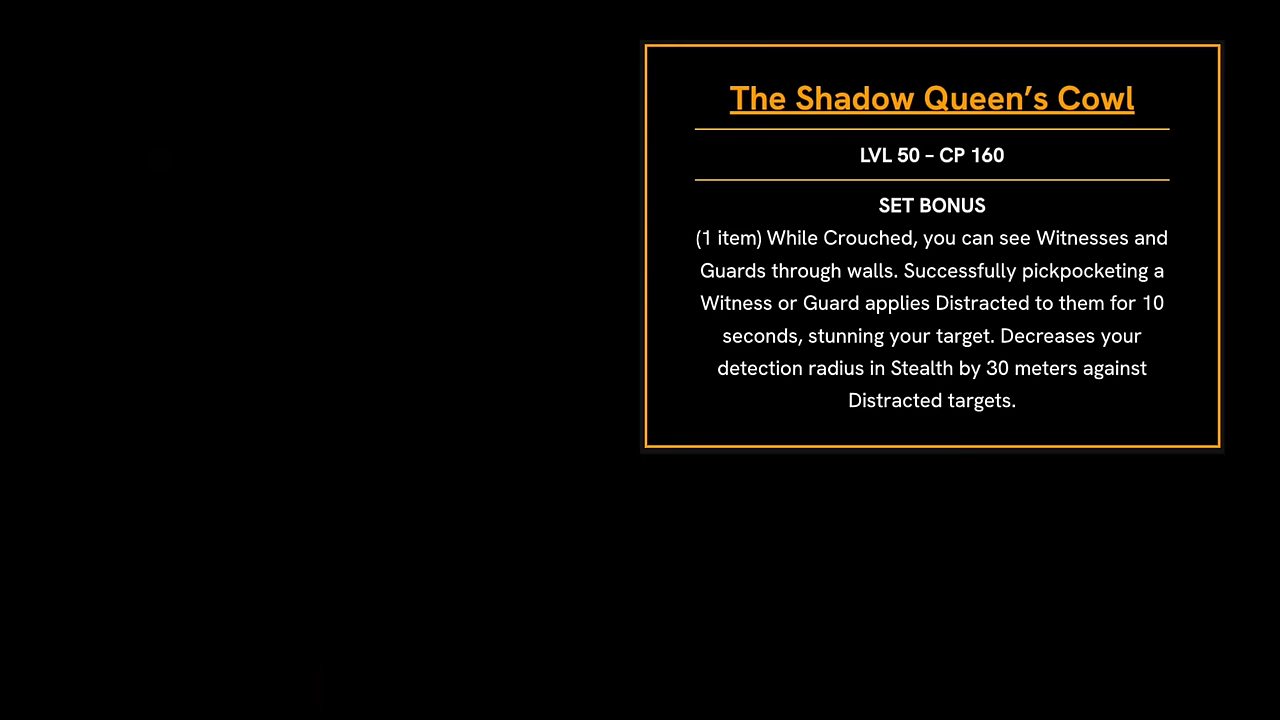 The Shadow Queen’s Cowl
LVL 50 – CP 160
SET BONUS
(1 item) While Crouched, you can see Witnesses and
Guards through walls. Successfully pickpocketing a
Witness or Guard applies Distracted to them for 10
seconds, stunning your target. Decreases your
detection radius in Stealth by 30 meters against
Distracted targets.